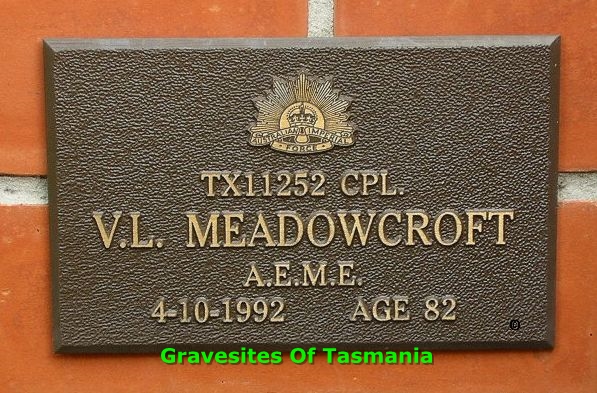 AUSTRALIAN IMPERIAL
FORCE
TX11252 CPL.
V.L. MEADOWCROFT
A.E.M.E.
4-10-1992 AGE 82
Gravesites Of Tasmania